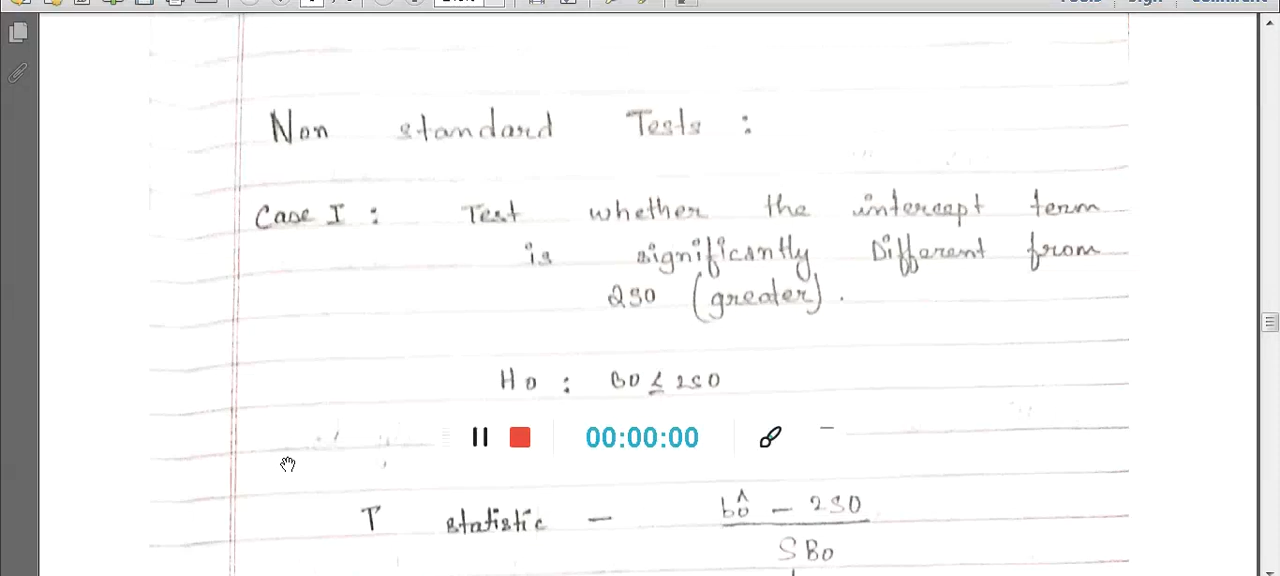 Non standard Tests :
Case I : Test whether the intercept term
is significantly Different from
250 (greater).
Ho : B0 ≤ 250
00:00:00
T statistic - b̂0 - 250
SB0